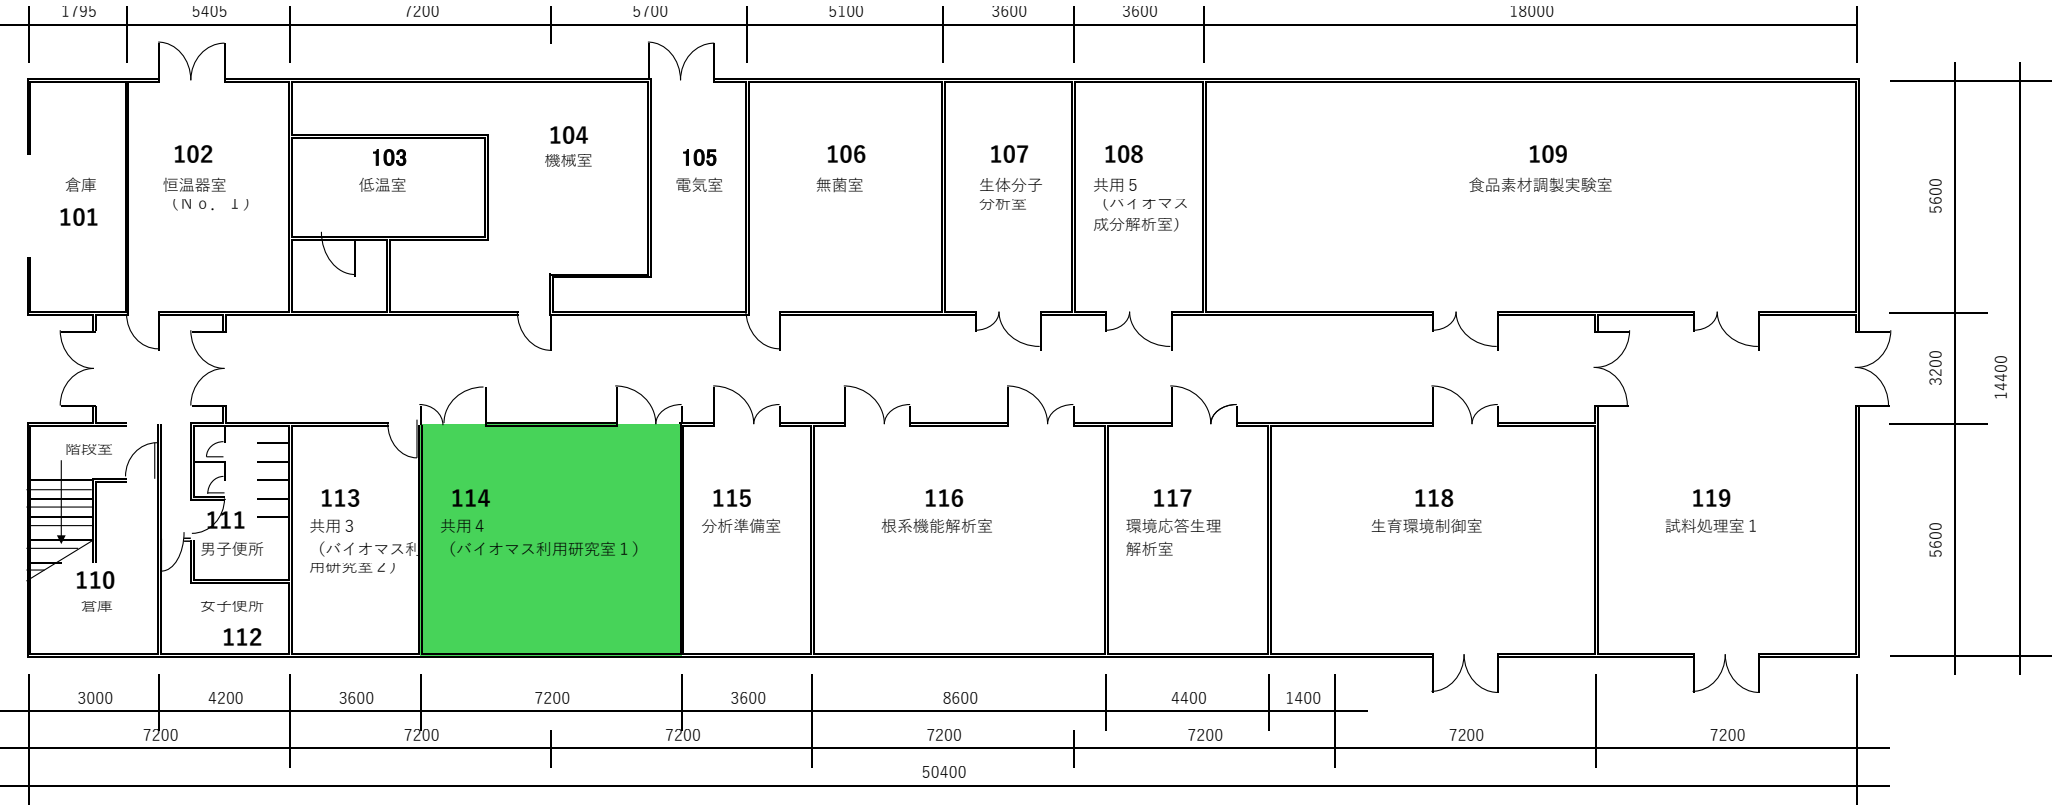 1795
5405
7200
5700
5100
3600
3600
18000
倉庫
101
102
恒温器室
（Ｎｏ．１）
103
低温室
104
機械室
105
電気室
106
無菌室
107
生体分子
分析室
108
共用５
（バイオマス
成分解析室）
109
食品素材調製実験室
5600
3200
14400
5600
階段室
110
倉庫
111
男子便所
女子便所
112
113
共用３
（バイオマス利
用研究室２）
114
共用４
（バイオマス利用研究室１）
115
分析準備室
116
根系機能解析室
117
環境応答生理
解析室
118
生育環境制御室
119
試料処理室１
3000
4200
3600
7200
3600
8600
4400
1400
7200
7200
7200
7200
7200
7200
7200
50400